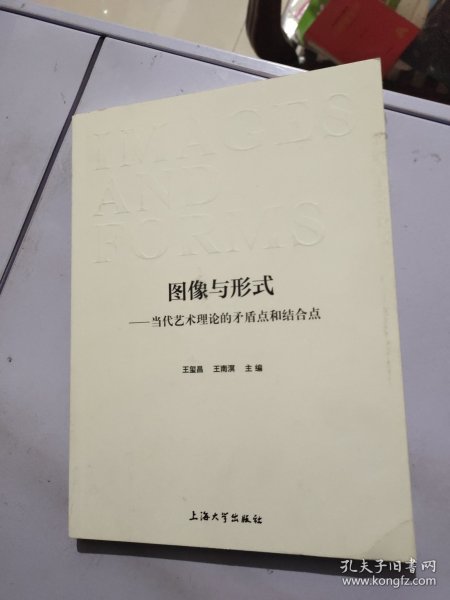 IMAGES
AND
FORMS
图像与形式
——当代艺术理论的矛盾点和结合点
王玺昌 王南溟 主编
上海大学出版社
孔夫子旧书网
www.kongfz.com